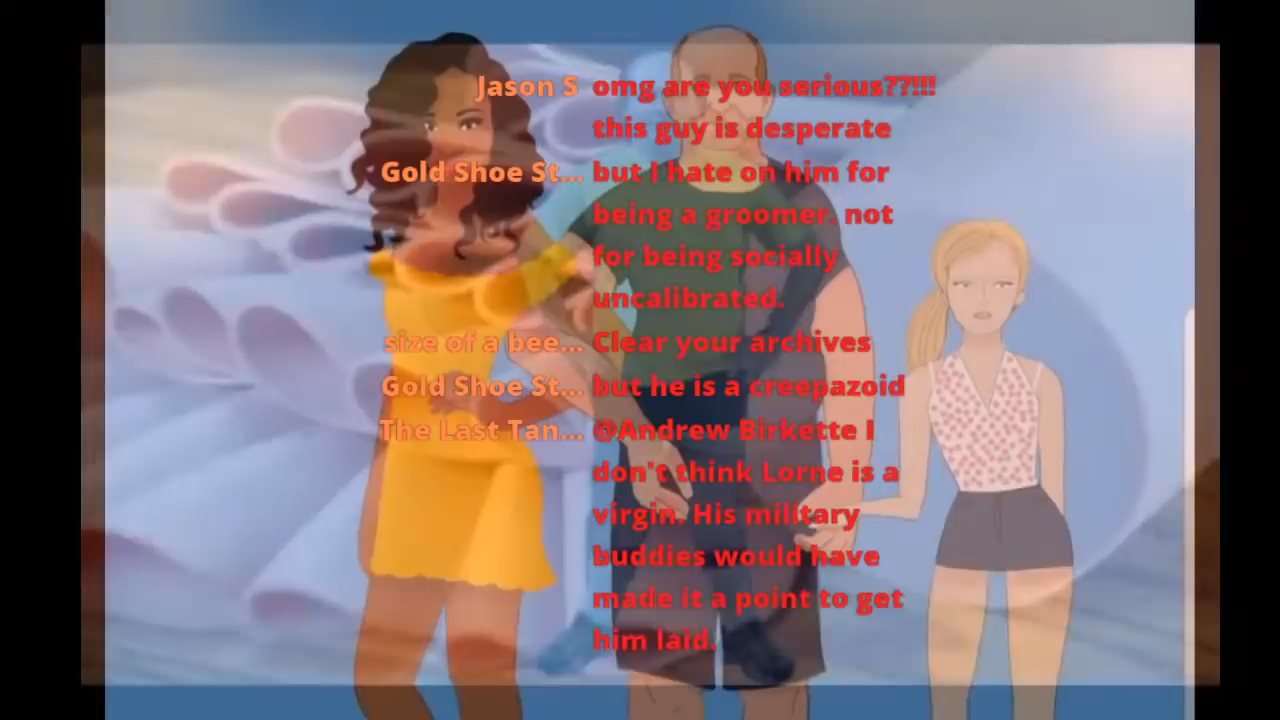 Jason S omg are you serious??!!!
this guy is desperate
Gold Shoe St... but I hate on him for
being a groomer. not
for being socially
uncalibrated.
size of a bee... Clear your archives
Gold Shoe St... but he is a creepazoid
The Last Tan... @Andrew Birkette I
don't think Lorne is a
virgin. His military
buddies would have
made it a point to get
him laid.